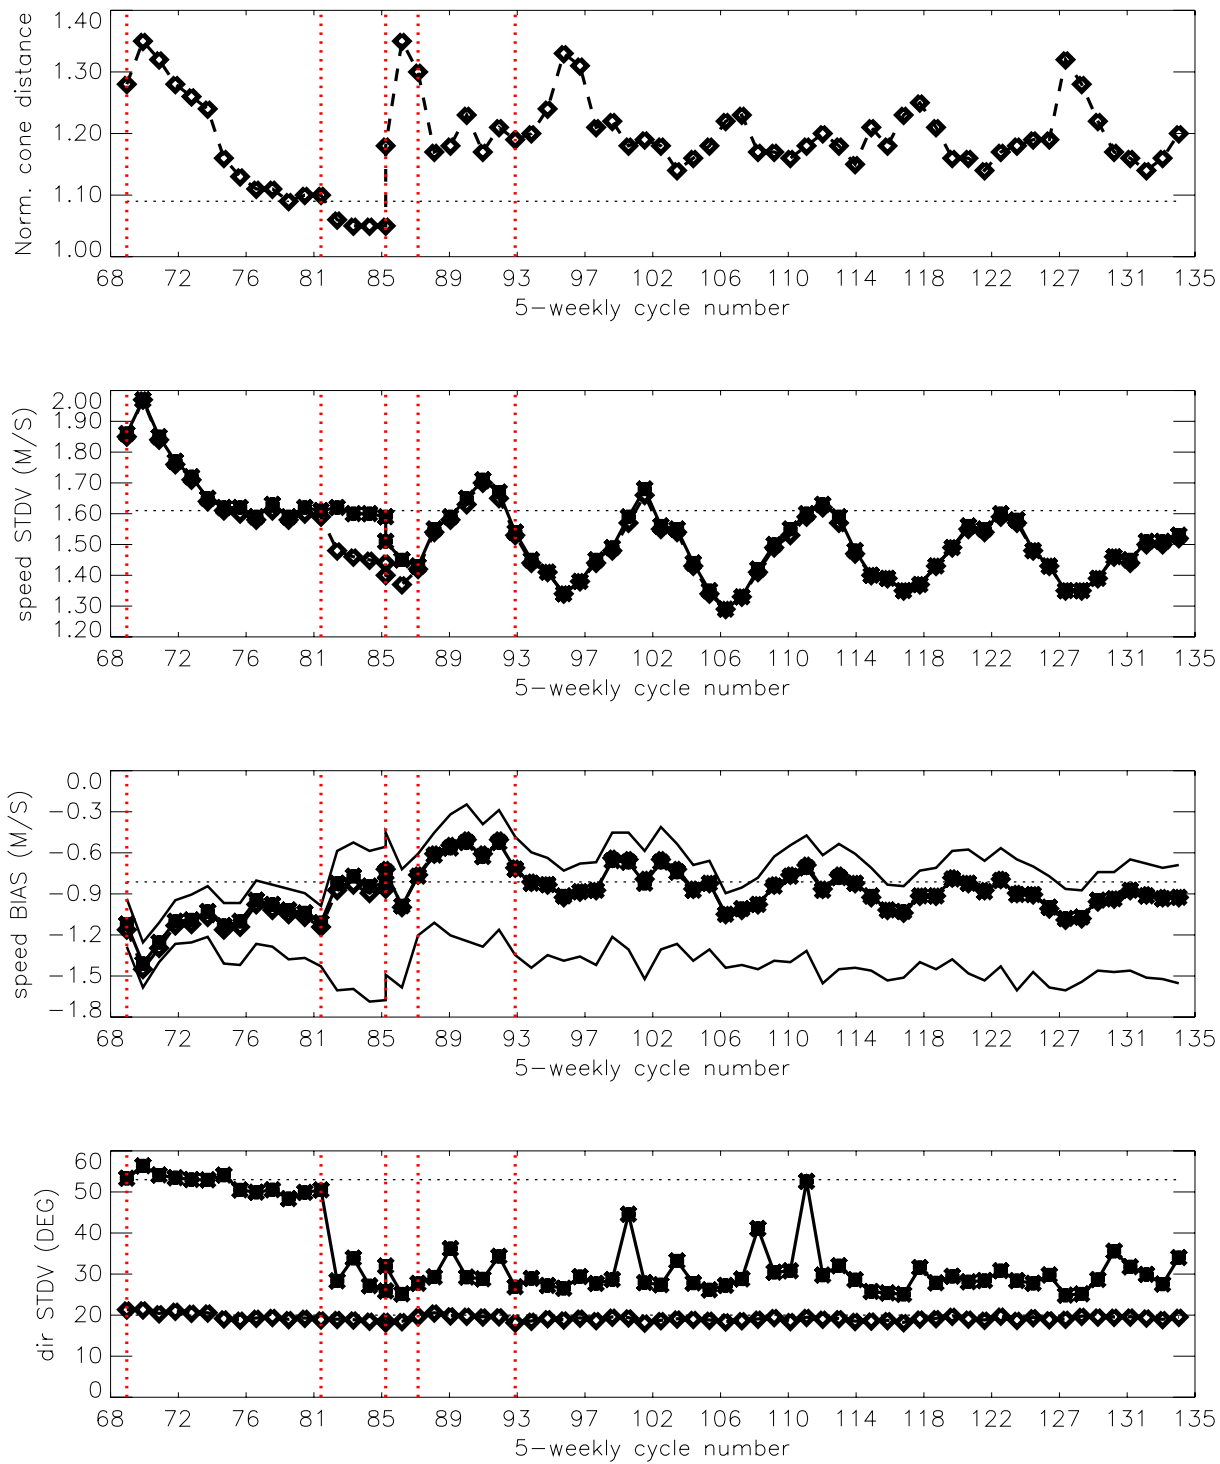 Norm. cone distance
1.40
1.30
1.20
1.10
1.00
68 72 76 81 85 89 93 97 102 106 110 114 118 122 127 131 135
5-weekly cycle number
speed STDV (M/S)
2.00
1.90
1.80
1.70
1.60
1.50
1.40
1.30
1.20
68 72 76 81 85 89 93 97 102 106 110 114 118 122 127 131 135
5-weekly cycle number
speed BIAS (M/S)
0.0
-0.3
-0.6
-0.9
-1.2
-1.5
-1.8
68 72 76 81 85 89 93 97 102 106 110 114 118 122 127 131 135
5-weekly cycle number
dir STDV (DEG)
60
50
40
30
20
10
0
68 72 76 81 85 89 93 97 102 106 110 114 118 122 127 131 135
5-weekly cycle number